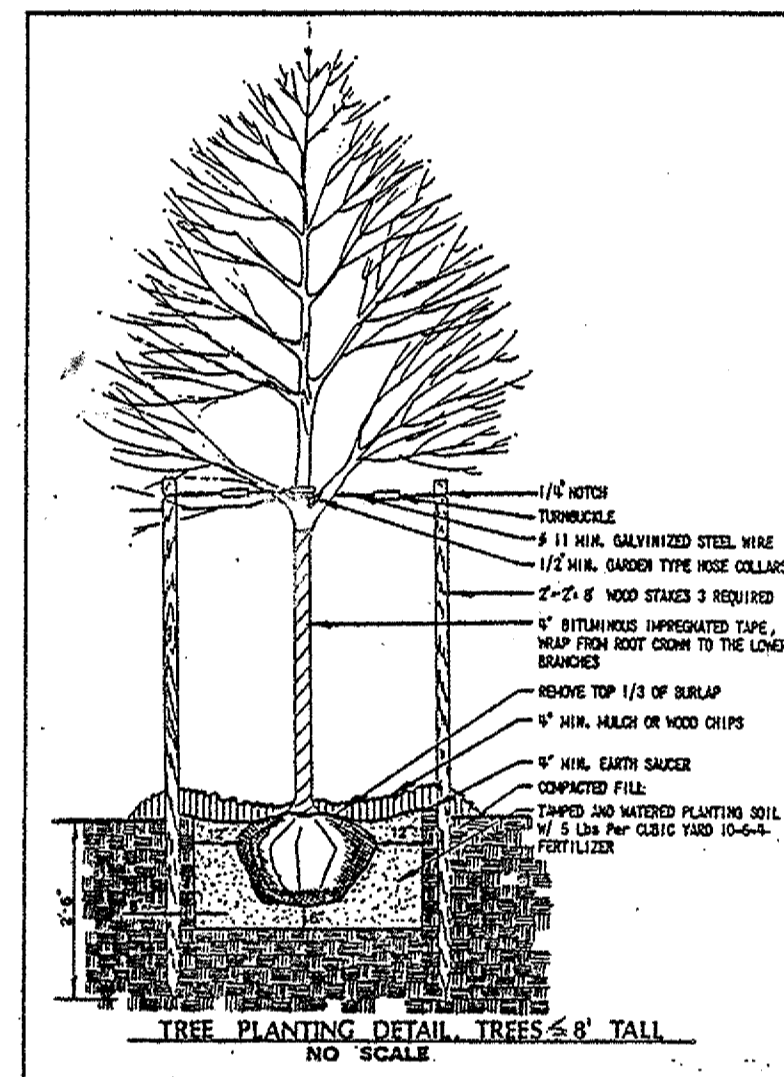 1/4" NOTCH
TURNBUCKLE
# 11 MIN. GALVINIZED STEEL WIRE
1/2" MIN. GARDEN TYPE HOSE COLLARS
2"-2"x 8' WOOD STAKES 3 REQUIRED
4" BITUMINOUS IMPREGNATED TAPE,
WRAP FROM ROOT CROWN TO THE LOWER
BRANCHES
REMOVE TOP 1/3 OF BURLAP
4" MIN. MULCH OR WOOD CHIPS
4" MIN. EARTH SAUCER
COMPACTED FILL
TAMPED AND WATERED PLANTING SOIL
W/ 5 Lbs Per CUBIC YARD 10-6-4
FERTILIZER
12" 12"
2'-6"
TREE PLANTING DETAIL, TREES ≤ 8' TALL
NO SCALE